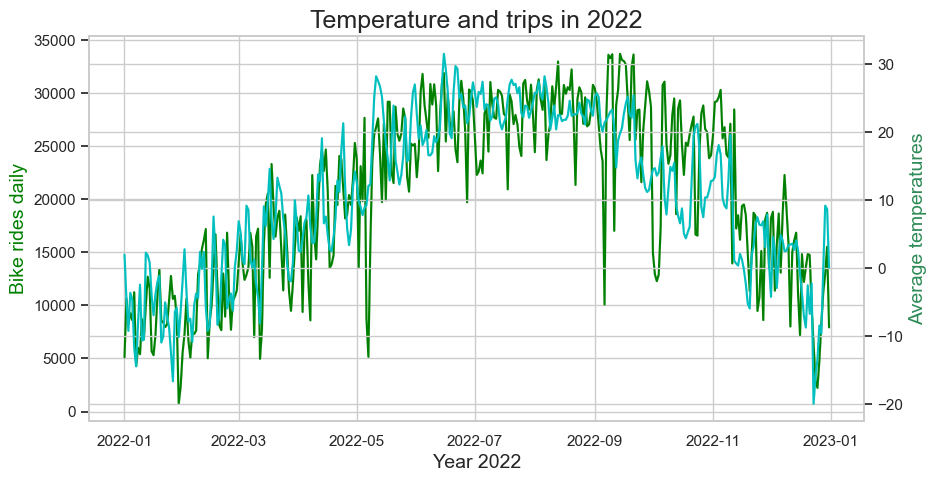 Temperature and trips in 2022
35000
30000
25000
20000
15000
10000
5000
0
Bike rides daily
30
20
10
0
−10
−20
Average temperatures
2022-01 2022-03 2022-05 2022-07 2022-09 2022-11 2023-01
Year 2022